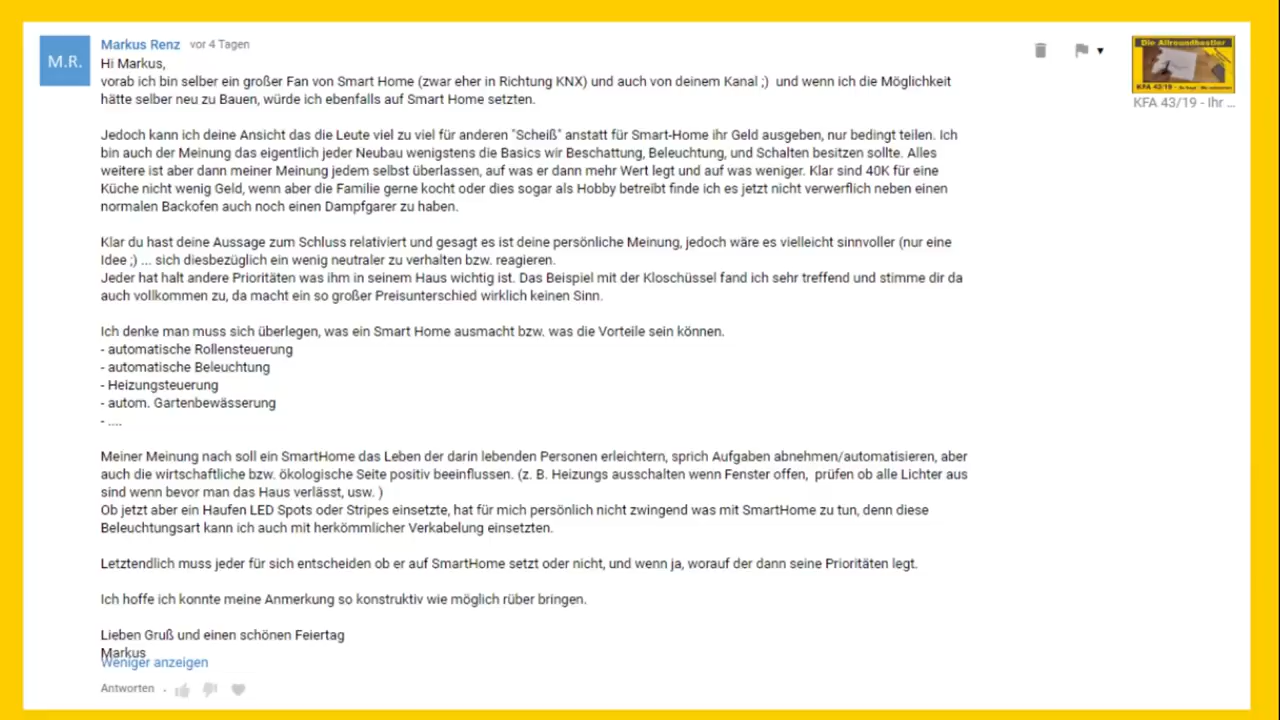 M.R.
Markus Renz vor 4 Tagen
Hi Markus,
vorab ich bin selber ein großer Fan von Smart Home (zwar eher in Richtung KNX) und auch von deinem Kanal ;)  und wenn ich die Möglichkeit
hätte selber neu zu Bauen, würde ich ebenfalls auf Smart Home setzten.
Jedoch kann ich deine Ansicht das die Leute viel zu viel für anderen "Scheiß" anstatt für Smart-Home ihr Geld ausgeben, nur bedingt teilen. Ich
bin auch der Meinung das eigentlich jeder Neubau wenigstens die Basics wir Beschattung, Beleuchtung, und Schalten besitzen sollte. Alles
weitere ist aber dann meiner Meinung jedem selbst überlassen, auf was er dann mehr Wert legt und auf was weniger. Klar sind 40K für eine
Küche nicht wenig Geld, wenn aber die Familie gerne kocht oder dies sogar als Hobby betreibt finde ich es jetzt nicht verwerflich neben einen
normalen Backofen auch noch einen Dampfgarer zu haben.
Klar du hast deine Aussage zum Schluss relativiert und gesagt es ist deine persönliche Meinung, jedoch wäre es vielleicht sinnvoller (nur eine
Idee ;) ... sich diesbezüglich ein wenig neutraler zu verhalten bzw. reagieren.
Jeder hat halt andere Prioritäten was ihm in seinem Haus wichtig ist. Das Beispiel mit der Kloschüssel fand ich sehr treffend und stimme dir da
auch vollkommen zu, da macht ein so großer Preisunterschied wirklich keinen Sinn.
Ich denke man muss sich überlegen, was ein Smart Home ausmacht bzw. was die Vorteile sein können.
- automatische Rollensteuerung
- automatische Beleuchtung
- Heizungsteuerung
- autom. Gartenbewässerung
- ....
Meiner Meinung nach soll ein SmartHome das Leben der darin lebenden Personen erleichtern, sprich Aufgaben abnehmen/automatisieren, aber
auch die wirtschaftliche bzw. ökologische Seite positiv beeinflussen. (z. B. Heizungs ausschalten wenn Fenster offen,  prüfen ob alle Lichter aus
sind wenn bevor man das Haus verlässt, usw. )
Ob jetzt aber ein Haufen LED Spots oder Stripes einsetzte, hat für mich persönlich nicht zwingend was mit SmartHome zu tun, denn diese
Beleuchtungsart kann ich auch mit herkömmlicher Verkabelung einsetzten.
Letztendlich muss jeder für sich entscheiden ob er auf SmartHome setzt oder nicht, und wenn ja, worauf der dann seine Prioritäten legt.
Ich hoffe ich konnte meine Anmerkung so konstruktiv wie möglich rüber bringen.
Lieben Gruß und einen schönen Feiertag
Markus
Weniger anzeigen
Antworten
Die Allroundbastler
KFA 43/19 - Ihr ...